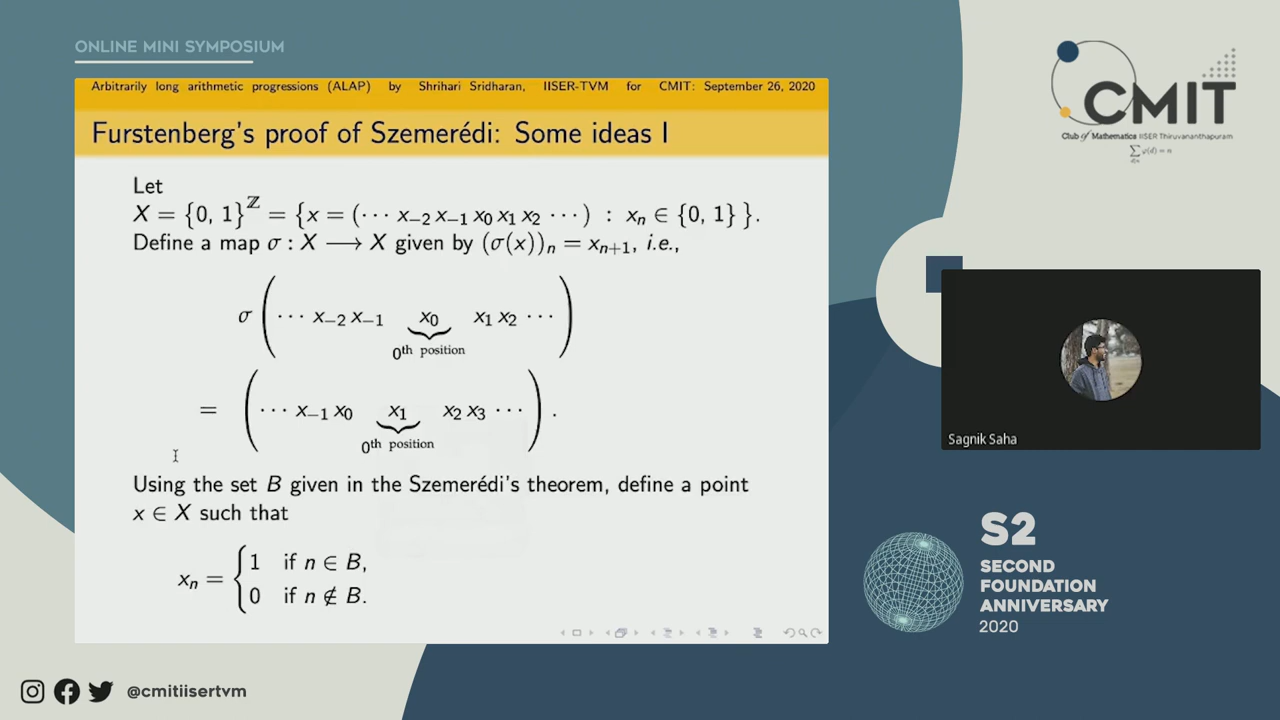 ONLINE MINI SYMPOSIUM
Arbitrarily long arithmetic progressions (ALAP) by Shrihari Sridharan, IISER-TVM for CMIT: September 26, 2020
Furstenberg's proof of Szemerédi: Some ideas I
Let
X = {0, 1}^ℤ = {x = (⋯ x₋₂ x₋₁ x₀ x₁ x₂ ⋯) : xₙ ∈ {0, 1} }.
Define a map σ : X ⟶ X given by (σ(x))ₙ = xₙ₊₁, i.e.,
σ ( ⋯ x₋₂ x₋₁ x₀ x₁ x₂ ⋯ )
0th position
= ( ⋯ x₋₁ x₀ x₁ x₂ x₃ ⋯ ) .
0th position
Using the set B given in the Szemerédi's theorem, define a point
x ∈ X such that
xₙ = { 1 if n ∈ B,
0 if n ∉ B.
CMIT
Club of Mathematics IISER Thiruvananthapuram
∑ φ(d) = n
d|n
Sagnik Saha
S2
SECOND
FOUNDATION
ANNIVERSARY
2020
@cmitiisertvm